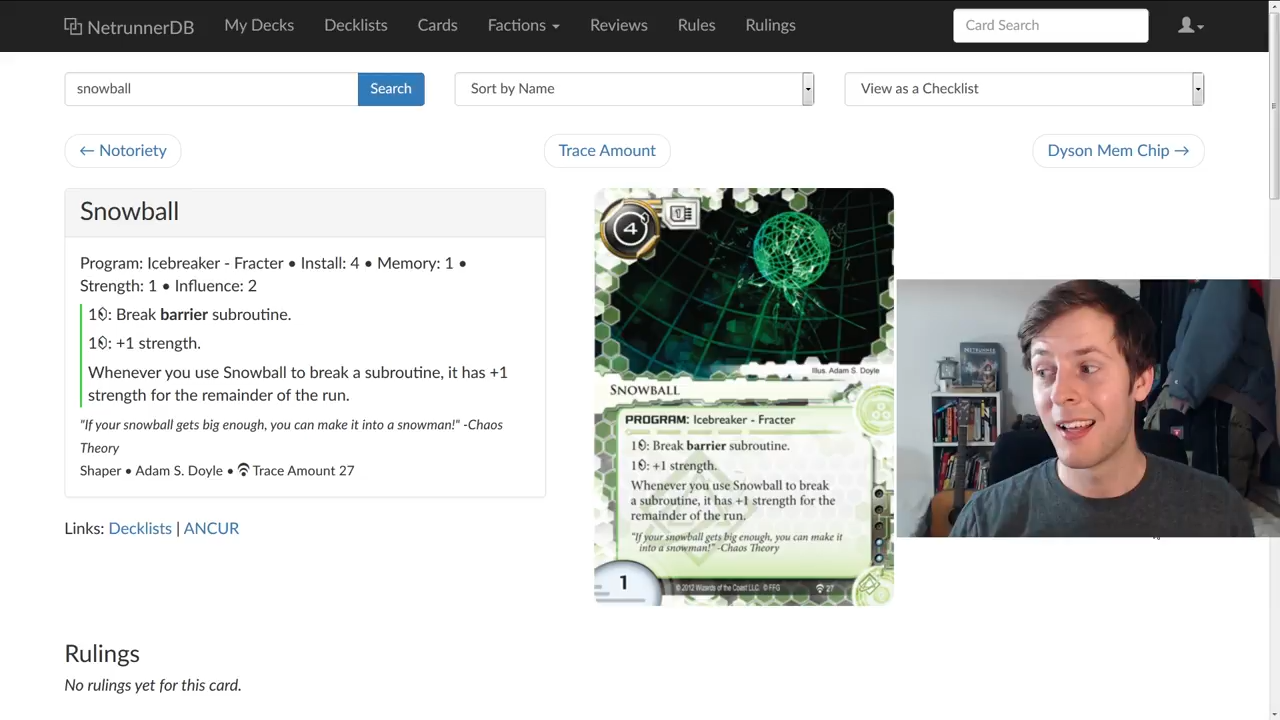 NetrunnerDB My Decks Decklists Cards Factions Reviews Rules Rulings Card Search
snowball Search Sort by Name View as a Checklist
← Notoriety Trace Amount Dyson Mem Chip →
Snowball
Program: Icebreaker - Fracter • Install: 4 • Memory: 1 •
Strength: 1 • Influence: 2
1: Break barrier subroutine.
1: +1 strength.
Whenever you use Snowball to break a subroutine, it has +1
strength for the remainder of the run.
"If your snowball gets big enough, you can make it into a snowman!" -Chaos
Theory
Shaper • Adam S. Doyle • Trace Amount 27
Links: Decklists | ANCUR
4
Illus. Adam S. Doyle
Snowball
PROGRAM: Icebreaker - Fracter
1: Break barrier subroutine.
1: +1 strength.
Whenever you use Snowball to break
a subroutine, it has +1 strength for the
remainder of the run.
"If your snowball gets big enough, you can make it
into a snowman!" -Chaos Theory
1
© 2012 Wizards of the Coast LLC. © FFG 27
NETRUNNER
Rulings
No rulings yet for this card.